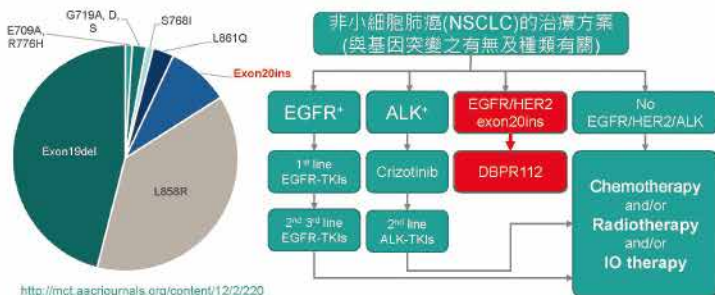 E709A,
R776H
G719A, D,
S
S768I
L861Q
Exon20ins
Exon19del
L858R
http://mct.aacrjournals.org/content/12/2/220
非小細胞肺癌(NSCLC)的治療方案
(與基因突變之有無及種類有關)
EGFR⁺
ALK⁺
EGFR/HER2
exon20ins
No
EGFR/HER2/ALK
1st line
EGFR-TKIs
Crizotinib
DBPR112
2nd 3rd line
EGFR-TKIs
2nd line
ALK-TKIs
Chemotherapy
and/or
Radiotherapy
and/or
IO therapy